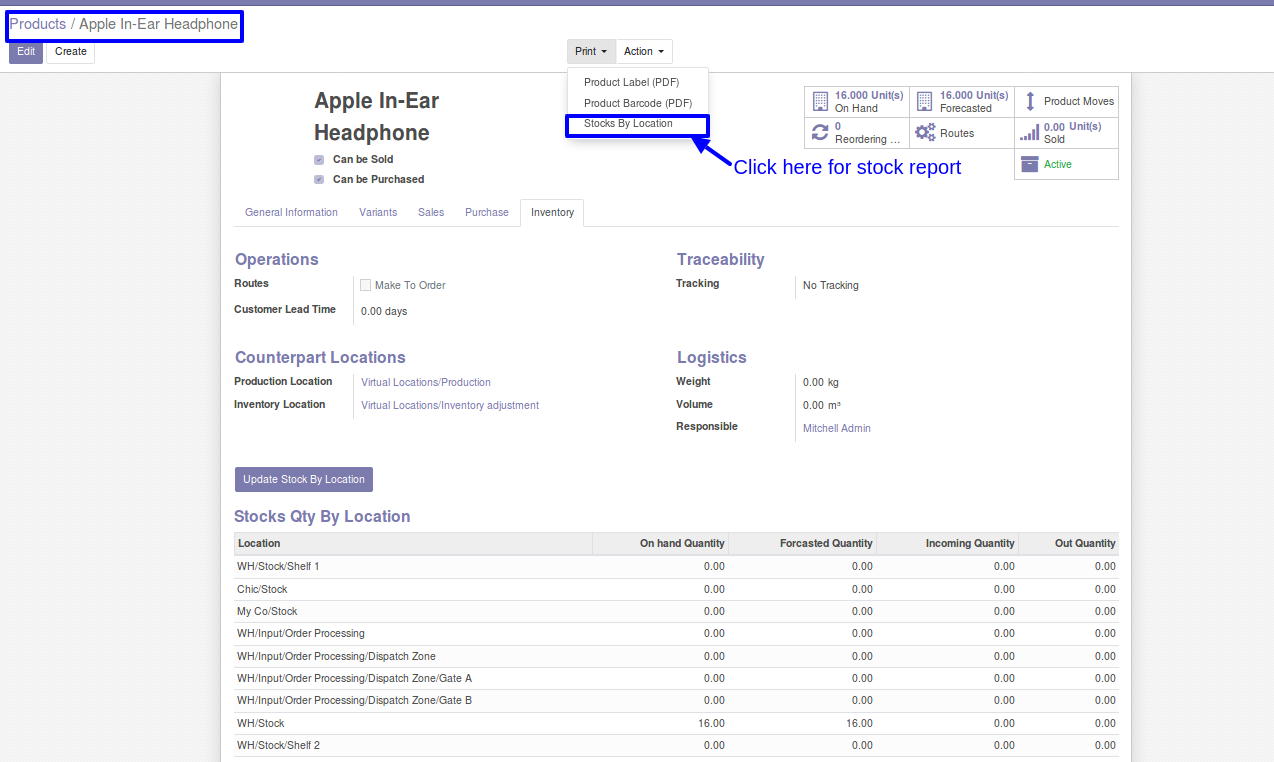 Products / Apple In-Ear Headphone
Edit Create Print Action
Product Label (PDF)
Product Barcode (PDF)
Stocks By Location
Click here for stock report
Apple In-Ear
Headphone
Can be Sold
Can be Purchased
16.000 Unit(s)
On Hand
16.000 Unit(s)
Forecasted
Product Moves
0
Reordering ...
Routes
0.00 Unit(s)
Sold
Active
General Information Variants Sales Purchase Inventory
Operations
Routes Make To Order
Customer Lead Time 0.00 days
Traceability
Tracking No Tracking
Counterpart Locations
Production Location Virtual Locations/Production
Inventory Location Virtual Locations/Inventory adjustment
Logistics
Weight 0.00 kg
Volume 0.00 m³
Responsible Mitchell Admin
Update Stock By Location
Stocks Qty By Location
Location On hand Quantity Forcasted Quantity Incoming Quantity Out Quantity
WH/Stock/Shelf 1 0.00 0.00 0.00 0.00
Chic/Stock 0.00 0.00 0.00 0.00
My Co/Stock 0.00 0.00 0.00 0.00
WH/Input/Order Processing 0.00 0.00 0.00 0.00
WH/Input/Order Processing/Dispatch Zone 0.00 0.00 0.00 0.00
WH/Input/Order Processing/Dispatch Zone/Gate A 0.00 0.00 0.00 0.00
WH/Input/Order Processing/Dispatch Zone/Gate B 0.00 0.00 0.00 0.00
WH/Stock 16.00 16.00 0.00 0.00
WH/Stock/Shelf 2 0.00 0.00 0.00 0.00